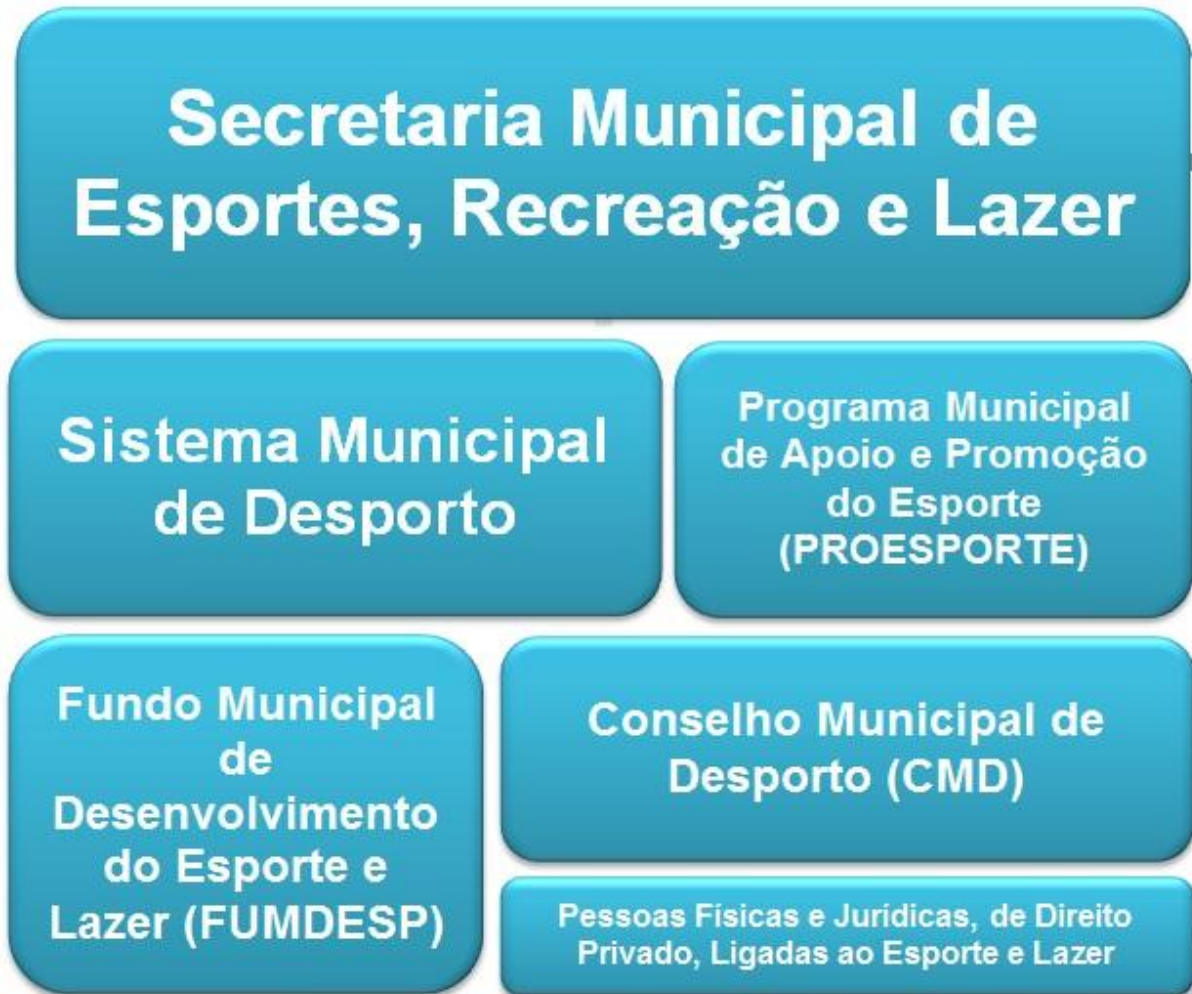 Secretaria Municipal de
Esportes, Recreação e Lazer
Sistema Municipal
de Desporto
Programa Municipal
de Apoio e Promoção
do Esporte
(PROESPORTE)
Fundo Municipal
de
Desenvolvimento
do Esporte e
Lazer (FUMDESP)
Conselho Municipal de
Desporto (CMD)
Pessoas Físicas e Jurídicas, de Direito
Privado, Ligadas ao Esporte e Lazer